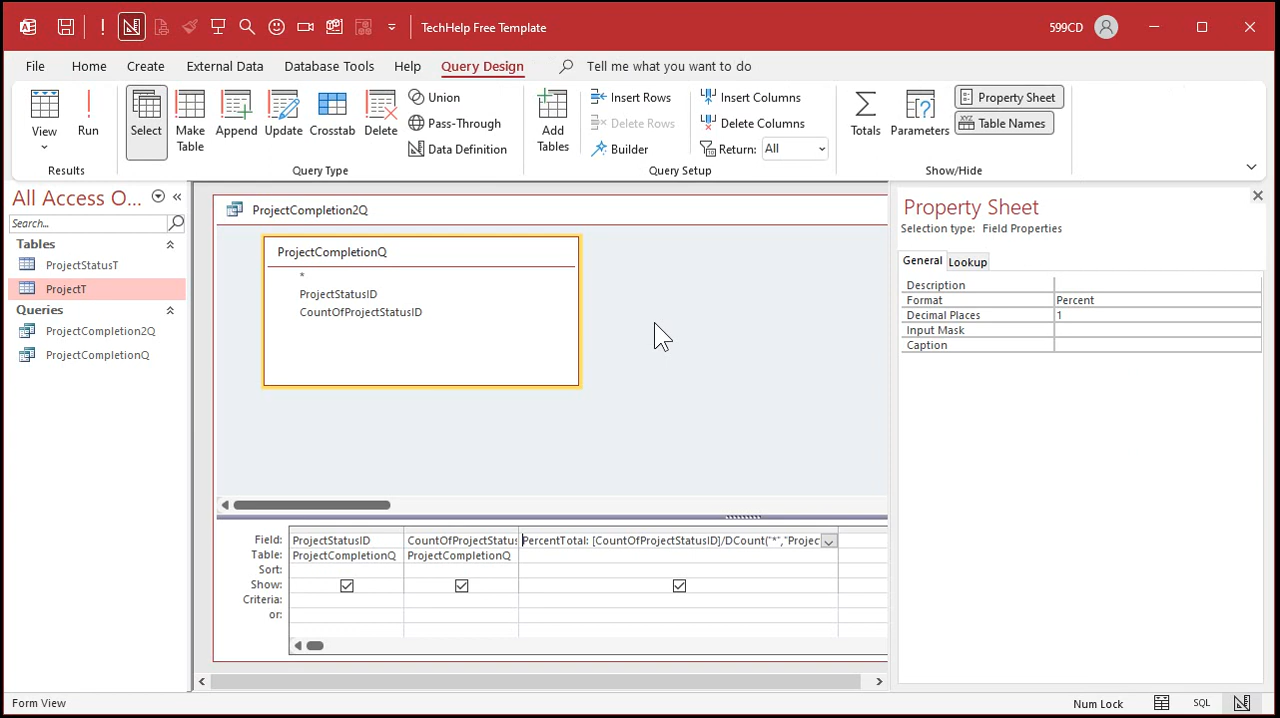 TechHelp Free Template
599CD
File Home Create External Data Database Tools Help Query Design Tell me what you want to do
View
Run
Results
Select
Make Table
Append
Update
Crosstab
Delete
Union
Pass-Through
Data Definition
Query Type
Add Tables
Insert Rows
Delete Rows
Builder
Insert Columns
Delete Columns
Return: All
Query Setup
Totals
Parameters
Property Sheet
Table Names
Show/Hide
All Access O...
Search...
Tables
ProjectStatusT
ProjectT
Queries
ProjectCompletion2Q
ProjectCompletionQ
ProjectCompletion2Q
ProjectCompletionQ
*
ProjectStatusID
CountOfProjectStatusID
Field: ProjectStatusID CountOfProjectStatus PercentTotal: [CountOfProjectStatusID]/DCount("*","Projec
Table: ProjectCompletionQ ProjectCompletionQ
Sort:
Show:
Criteria:
or:
Property Sheet
Selection type: Field Properties
General Lookup
Description
Format Percent
Decimal Places 1
Input Mask
Caption
Form View
Num Lock
SQL